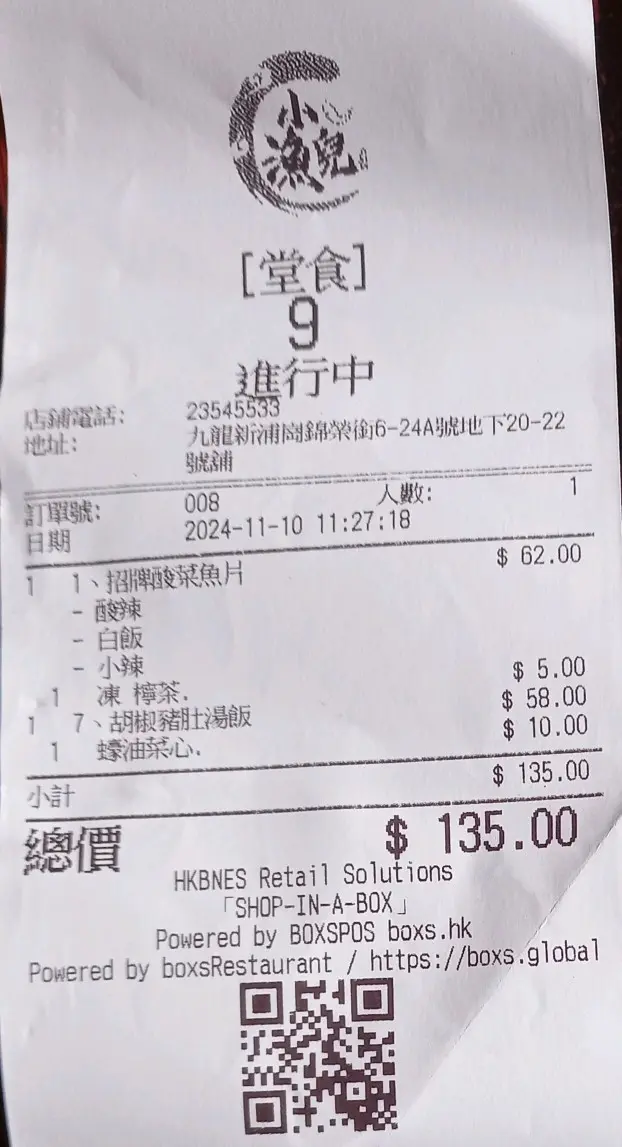 小漁兒
[堂食]
9
進行中
店鋪電話: 23545533
地址: 九龍新浦崗錦榮街6-24A號地下20-22
號舖
訂單號: 008 人數: 1
日期 2024-11-10 11:27:18
1 1、招牌酸菜魚片 $ 62.00
- 酸辣
- 白飯
- 小辣
1 凍 檸茶. $ 5.00
1 7、胡椒豬肚湯飯 $ 58.00
1 蠔油菜心. $ 10.00
小計 $ 135.00
總價 $ 135.00
HKBNES Retail Solutions
「SHOP-IN-A-BOX」
Powered by BOXSPOS boxs.hk
Powered by boxsRestaurant / https://boxs.global